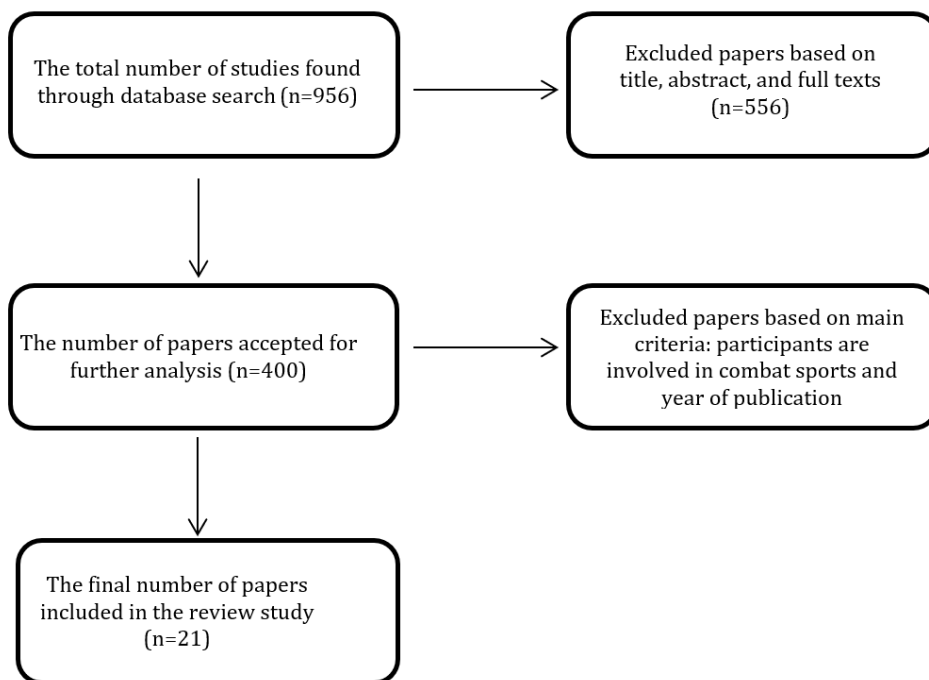 The total number of studies found
through database search (n=956)
Excluded papers based on
title, abstract, and full texts
(n=556)
The number of papers accepted for
further analysis (n=400)
Excluded papers based on main
criteria: participants are
involved in combat sports and
year of publication
The final number of papers
included in the review study
(n=21)